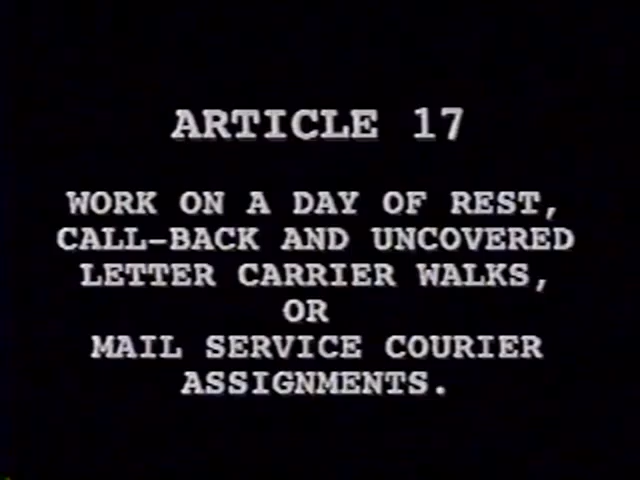 ARTICLE 17
WORK ON A DAY OF REST,
CALL-BACK AND UNCOVERED
LETTER CARRIER WALKS,
OR
MAIL SERVICE COURIER
ASSIGNMENTS.